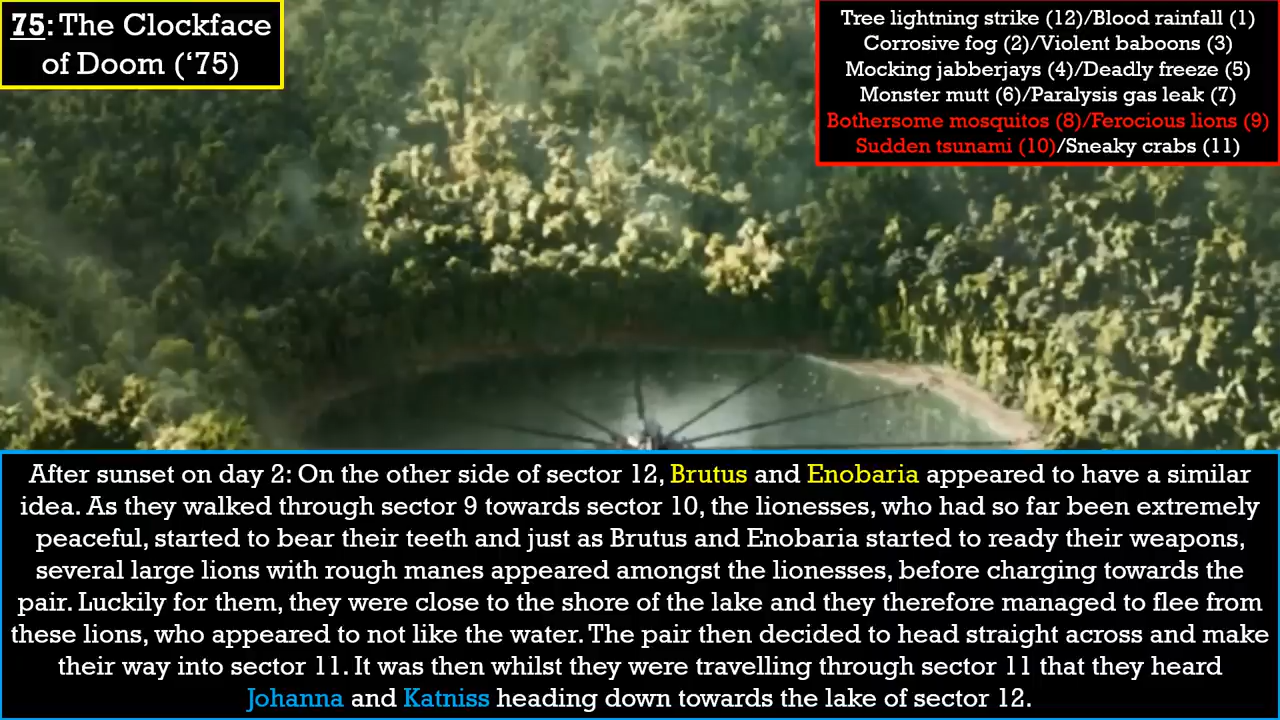 75: The Clockface
of Doom (‘75)
Tree lightning strike (12)/Blood rainfall (1)
Corrosive fog (2)/Violent baboons (3)
Mocking jabberjays (4)/Deadly freeze (5)
Monster mutt (6)/Paralysis gas leak (7)
Bothersome mosquitos (8)/Ferocious lions (9)
Sudden tsunami (10)/Sneaky crabs (11)
After sunset on day 2: On the other side of sector 12, Brutus and Enobaria appeared to have a similar
idea. As they walked through sector 9 towards sector 10, the lionesses, who had so far been extremely
peaceful, started to bear their teeth and just as Brutus and Enobaria started to ready their weapons,
several large lions with rough manes appeared amongst the lionesses, before charging towards the
pair. Luckily for them, they were close to the shore of the lake and they therefore managed to flee from
these lions, who appeared to not like the water. The pair then decided to head straight across and make
their way into sector 11. It was then whilst they were travelling through sector 11 that they heard
Johanna and Katniss heading down towards the lake of sector 12.